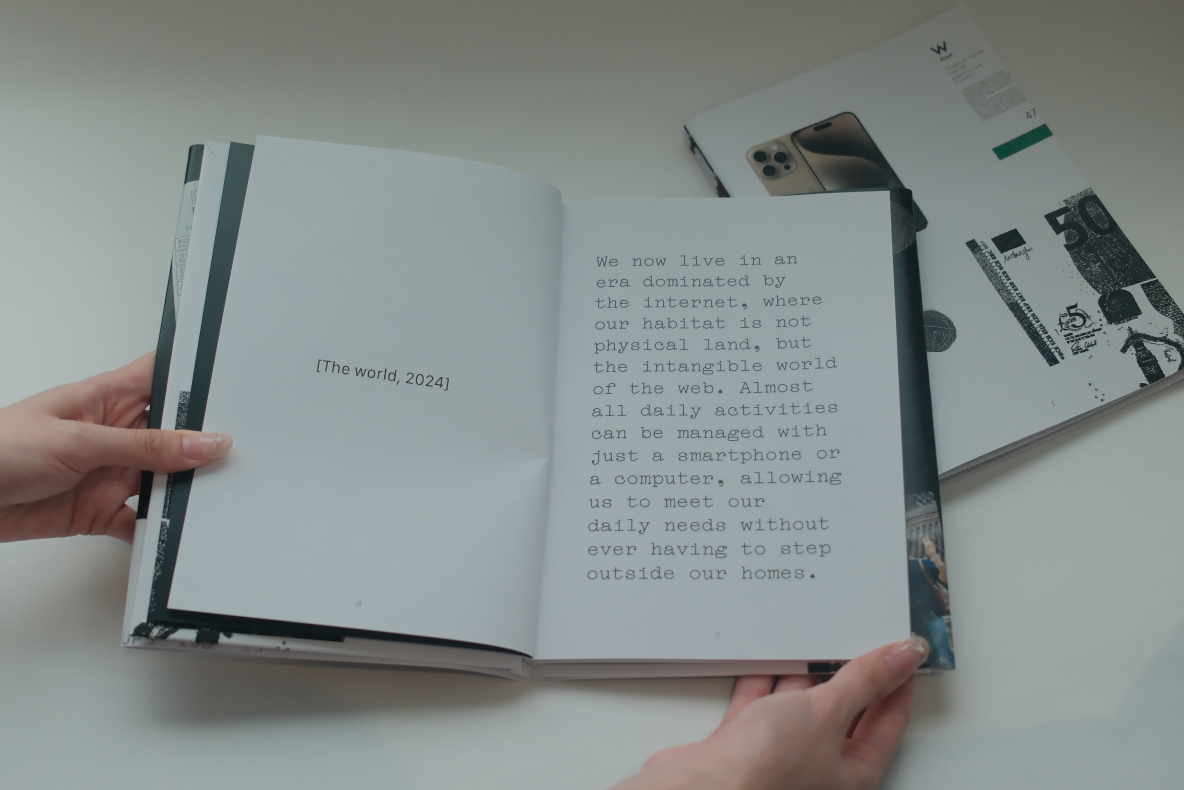 [The world, 2024]
We now live in an
era dominated by
the internet, where
our habitat is not
physical land, but
the intangible world
of the web. Almost
all daily activities
can be managed with
just a smartphone or
a computer, allowing
us to meet our
daily needs without
ever having to step
outside our homes.
W
47
50
5